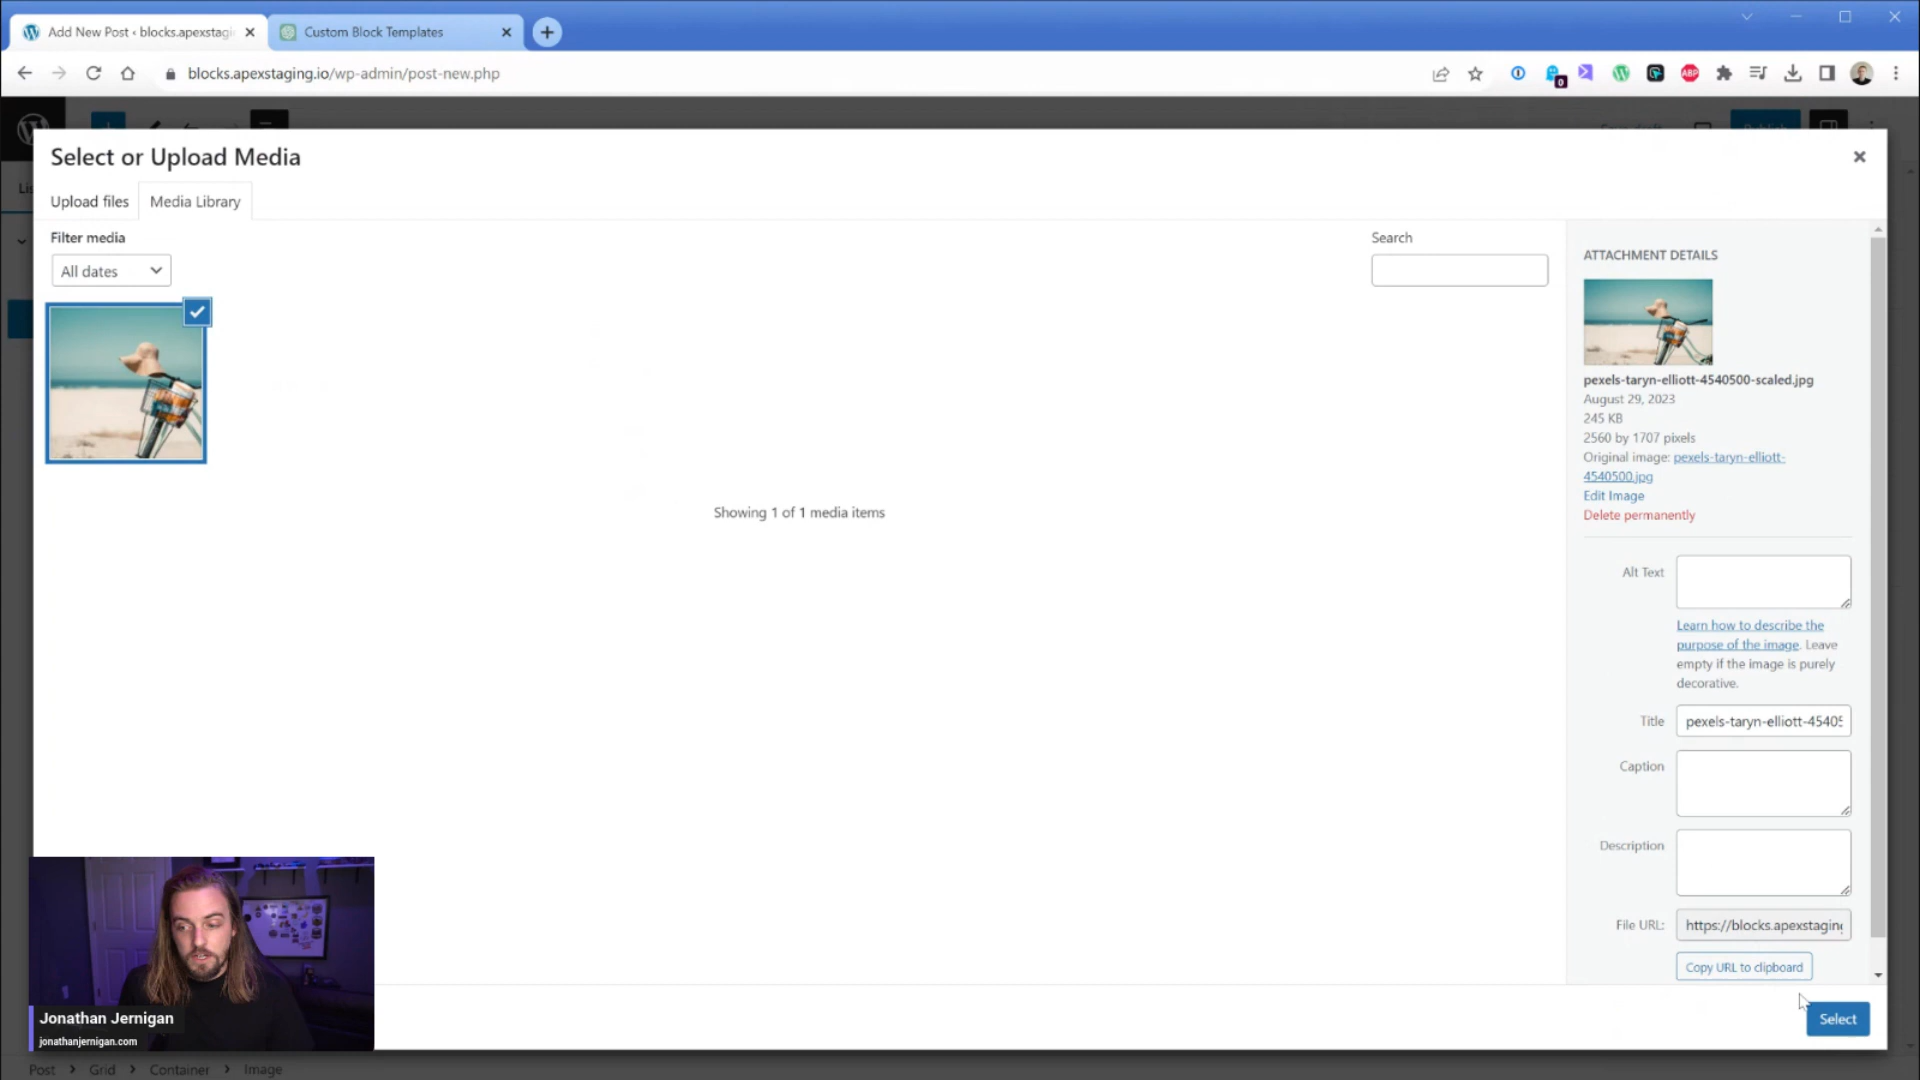 Add New Post ‹ blocks.apexstagi
Custom Block Templates
blocks.apexstaging.io/wp-admin/post-new.php
0
ABP
Select or Upload Media
Upload files
Media Library
Filter media
Search
All dates
ATTACHMENT DETAILS
pexels-taryn-elliott-4540500-scaled.jpg
August 29, 2023
245 KB
2560 by 1707 pixels
Original image: pexels-taryn-elliott-
4540500.jpg
Edit Image
Delete permanently
Showing 1 of 1 media items
Alt Text
Learn how to describe the
purpose of the image. Leave
empty if the image is purely
decorative.
Title
pexels-taryn-elliott-45405
Caption
Description
File URL:
https://blocks.apexstaging
Copy URL to clipboard
Select
Jonathan Jernigan
jonathanjernigan.com
Post > Grid > Container > Image